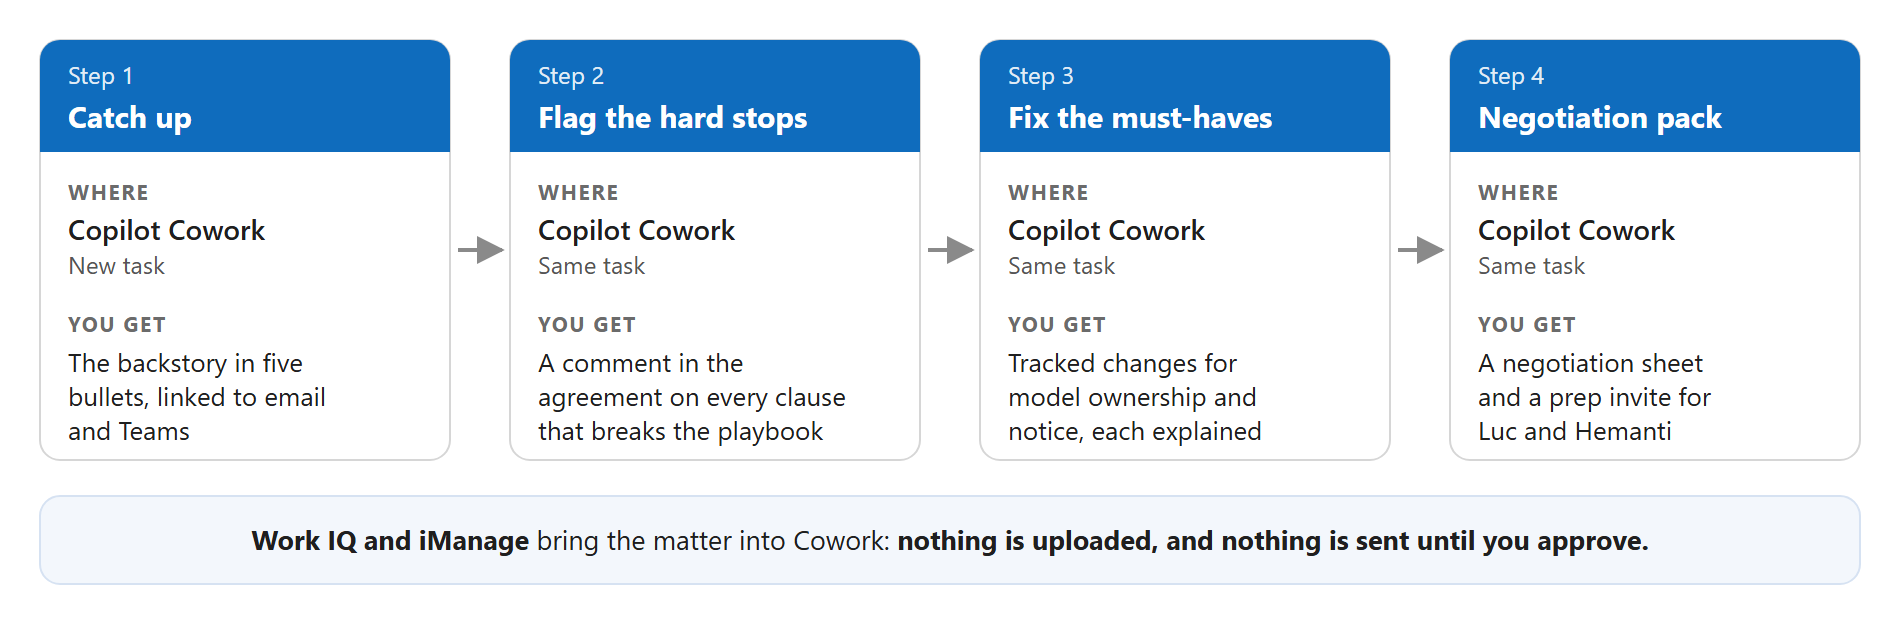 Step 1
Catch up
WHERE
Copilot Cowork
New task
YOU GET
The backstory in five
bullets, linked to email
and Teams
Step 2
Flag the hard stops
WHERE
Copilot Cowork
Same task
YOU GET
A comment in the
agreement on every clause
that breaks the playbook
Step 3
Fix the must-haves
WHERE
Copilot Cowork
Same task
YOU GET
Tracked changes for
model ownership and
notice, each explained
Step 4
Negotiation pack
WHERE
Copilot Cowork
Same task
YOU GET
A negotiation sheet
and a prep invite for
Luc and Hemanti
Work IQ and iManage bring the matter into Cowork: nothing is uploaded, and nothing is sent until you approve.